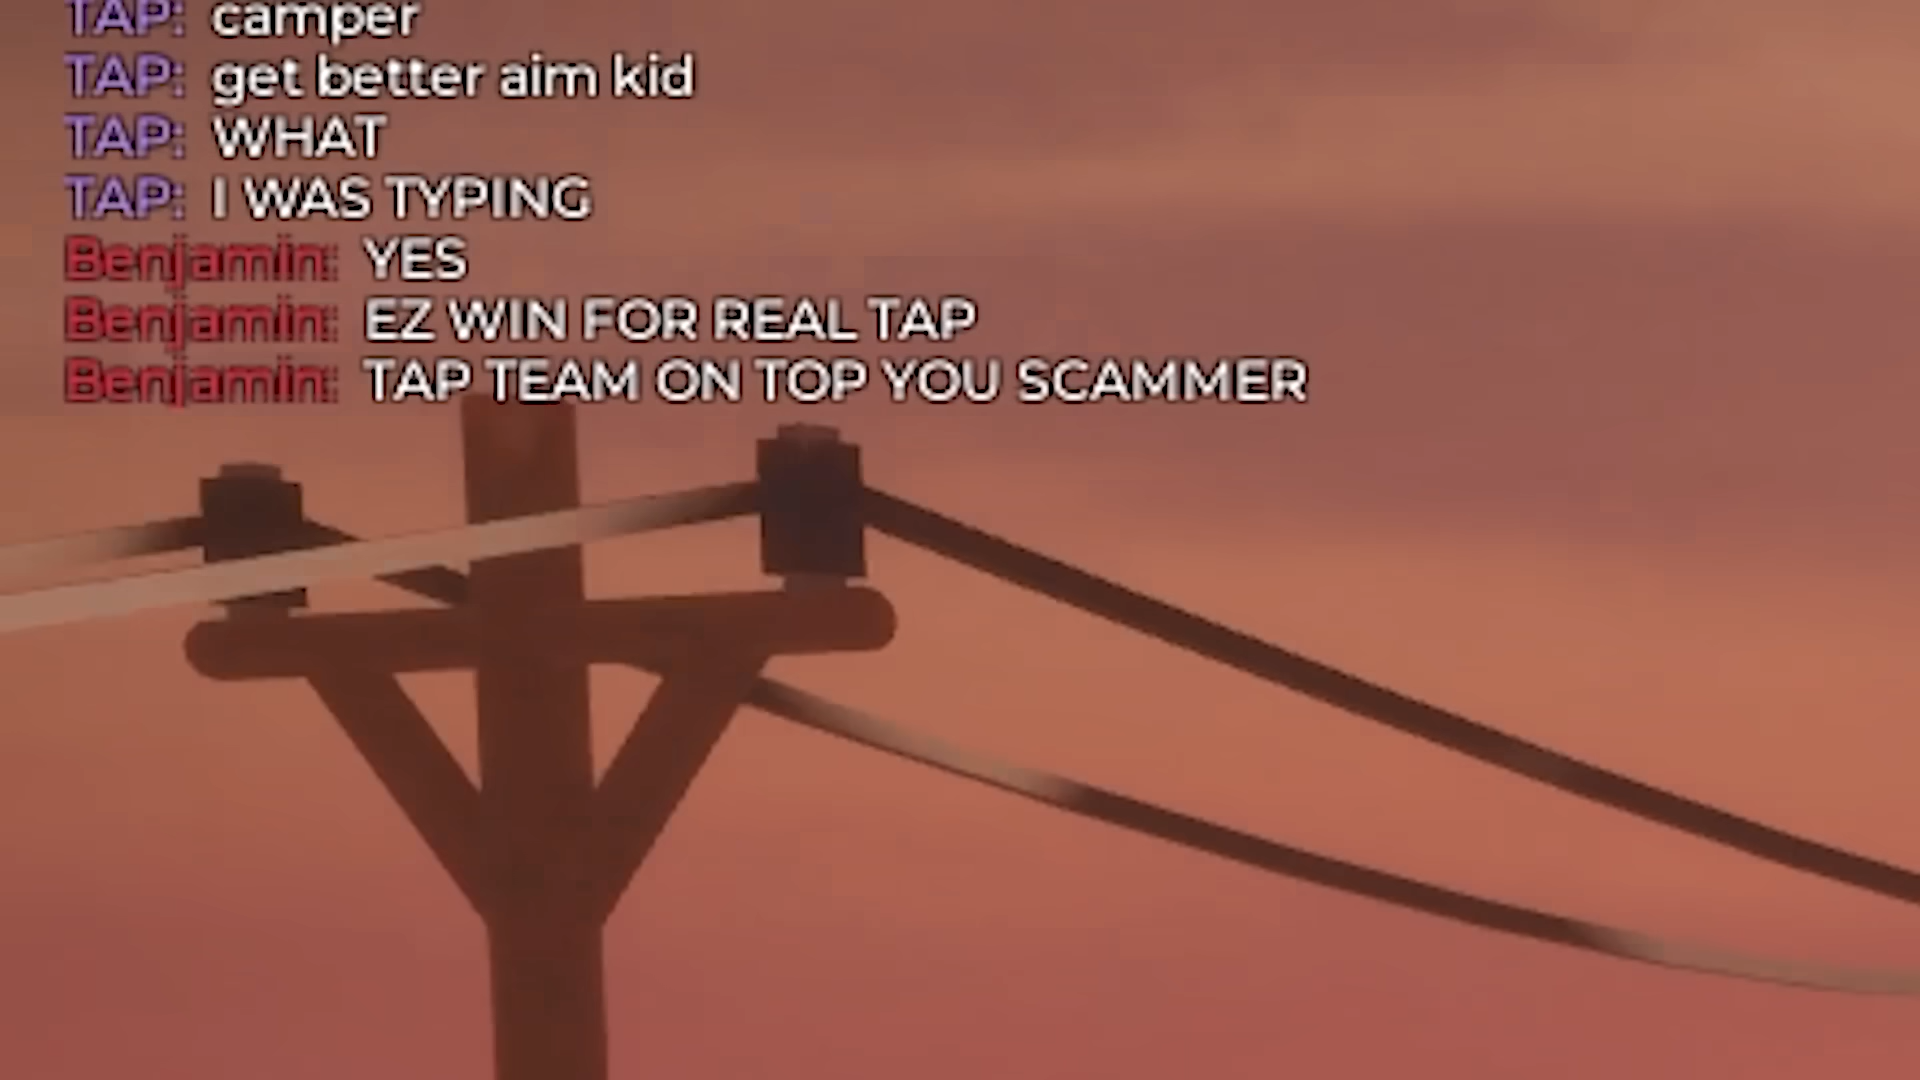 TAP: camper
TAP: get better aim kid
TAP: WHAT
TAP: I WAS TYPING
Benjamin: YES
Benjamin: EZ WIN FOR REAL TAP
Benjamin: TAP TEAM ON TOP YOU SCAMMER